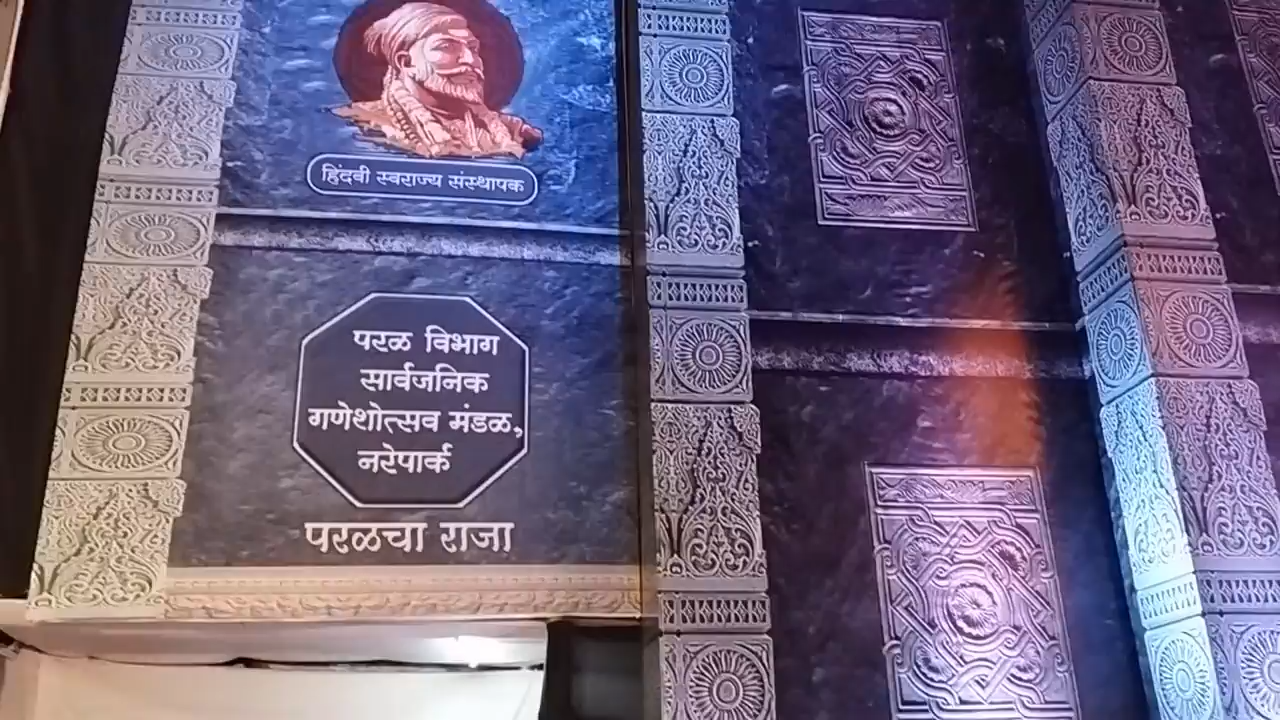 हिंदवी स्वराज्य संस्थापक
परळ विभाग
सार्वजनिक
गणेशोत्सव मंडळ,
नरेपार्क
परळचा राजा